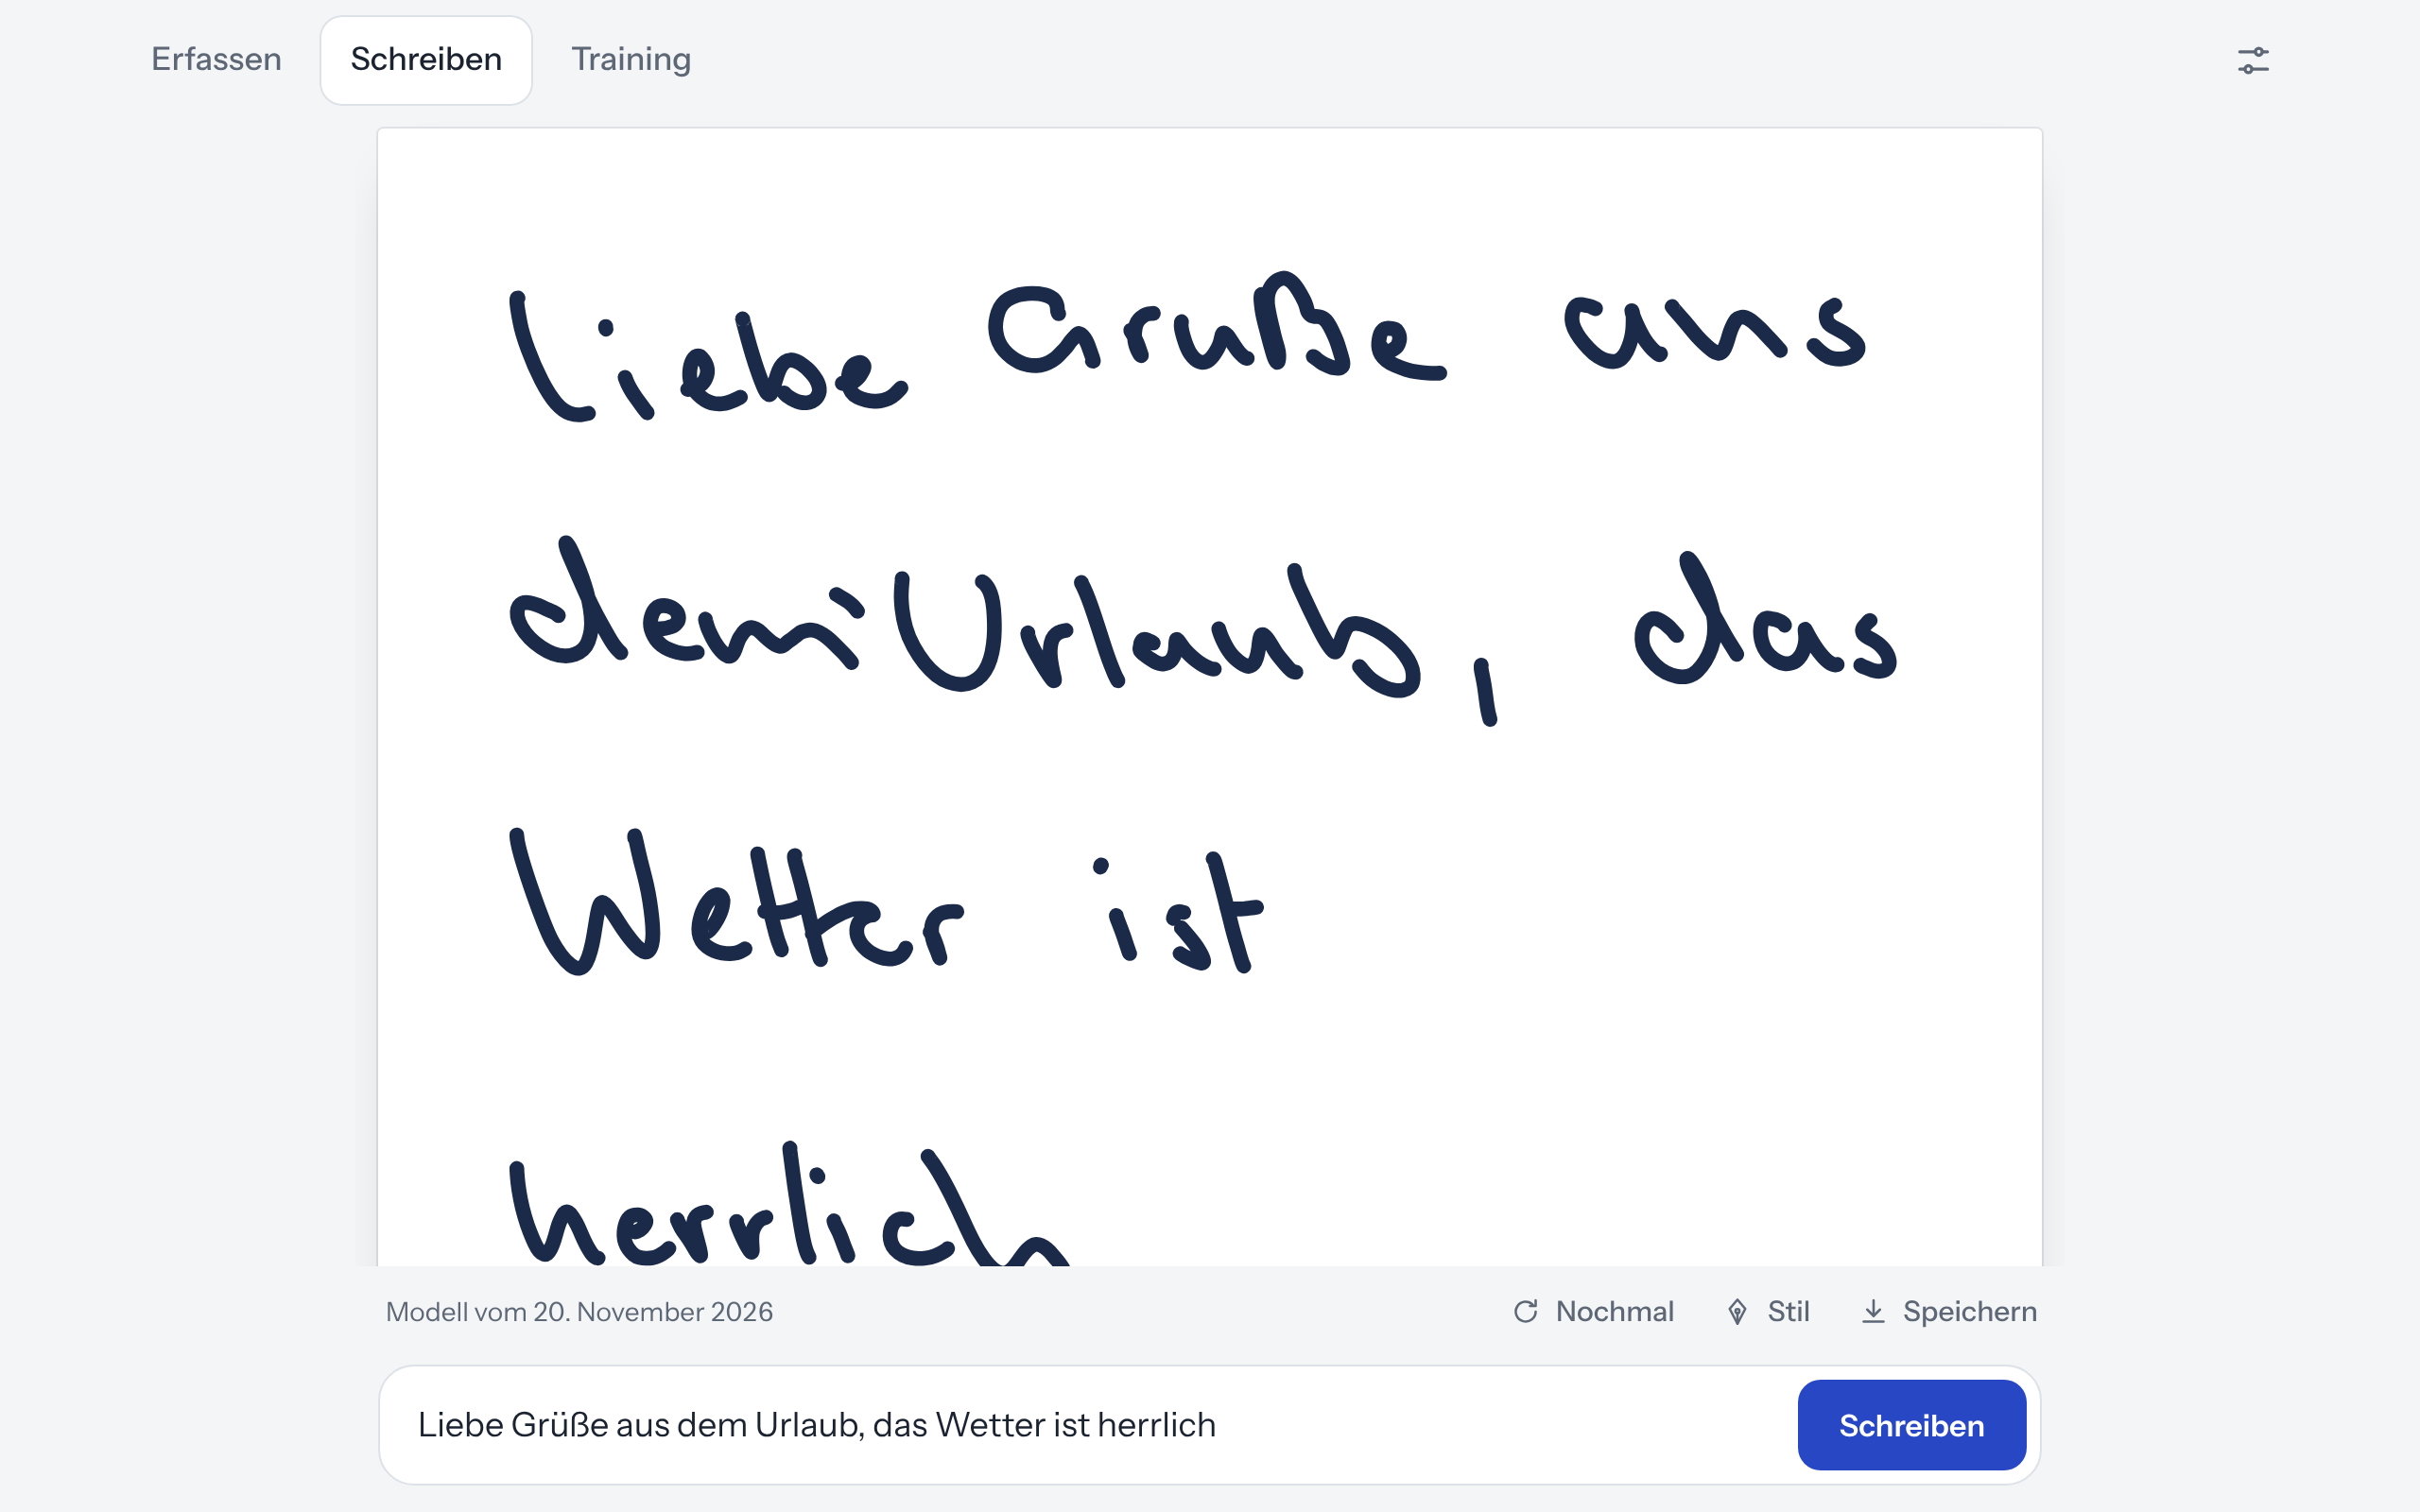 Erfassen Schreiben Training
Liebe Gruße aus
dem Urlaub, das
Wetter ist
herrlich
Modell vom 20. November 2026 Nochmal Stil Speichern
Liebe Grüße aus dem Urlaub, das Wetter ist herrlich Schreiben